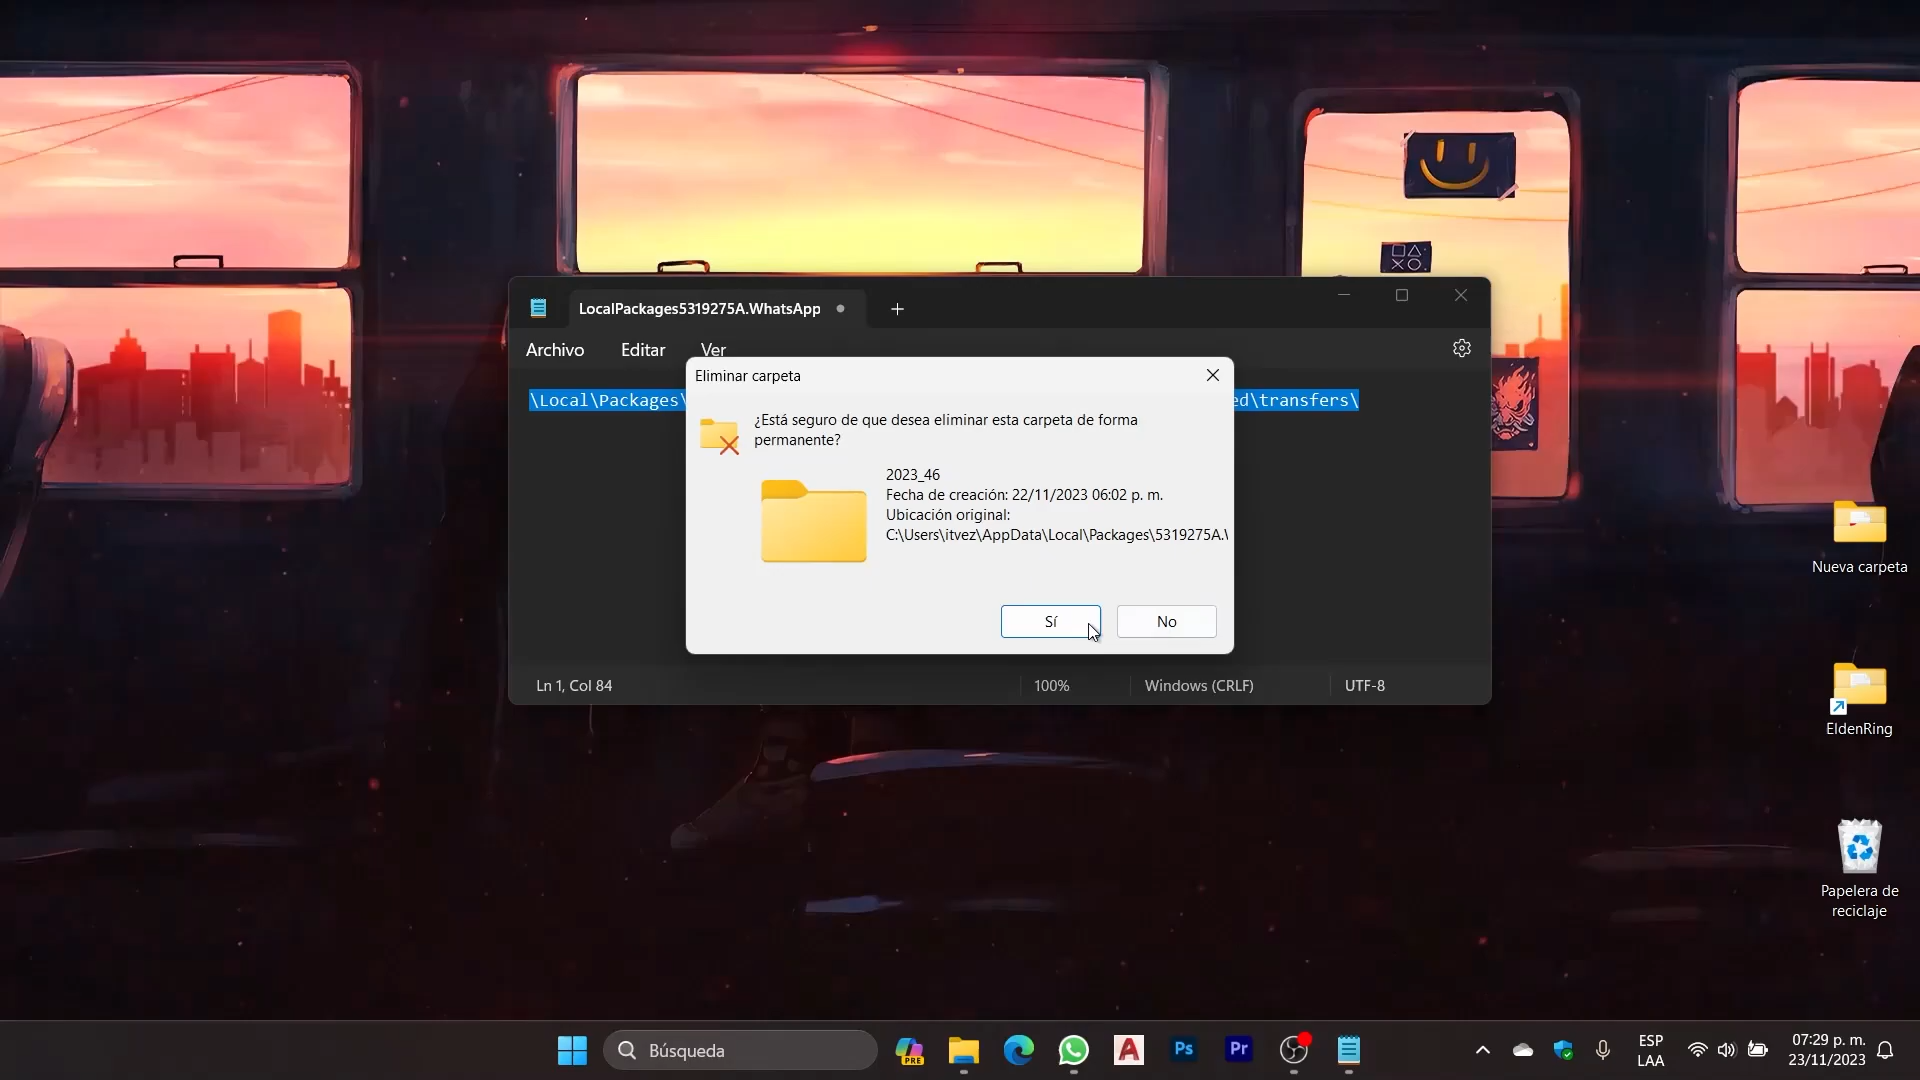 LocalPackages5319275A.WhatsApp
Archivo
Editar
Ver
\Local\Packages\
ed\transfers\
Eliminar carpeta
¿Está seguro de que desea eliminar esta carpeta de forma
permanente?
2023_46
Fecha de creación: 22/11/2023 06:02 p. m.
Ubicación original:
C:\Users\itvez\AppData\Local\Packages\5319275A.\
Sí
No
Ln 1, Col 84
100%
Windows (CRLF)
UTF-8
Nueva carpeta
EldenRing
Papelera de
reciclaje
Búsqueda
PRE
Ps
Pr
ESP
LAA
07:29 p. m.
23/11/2023